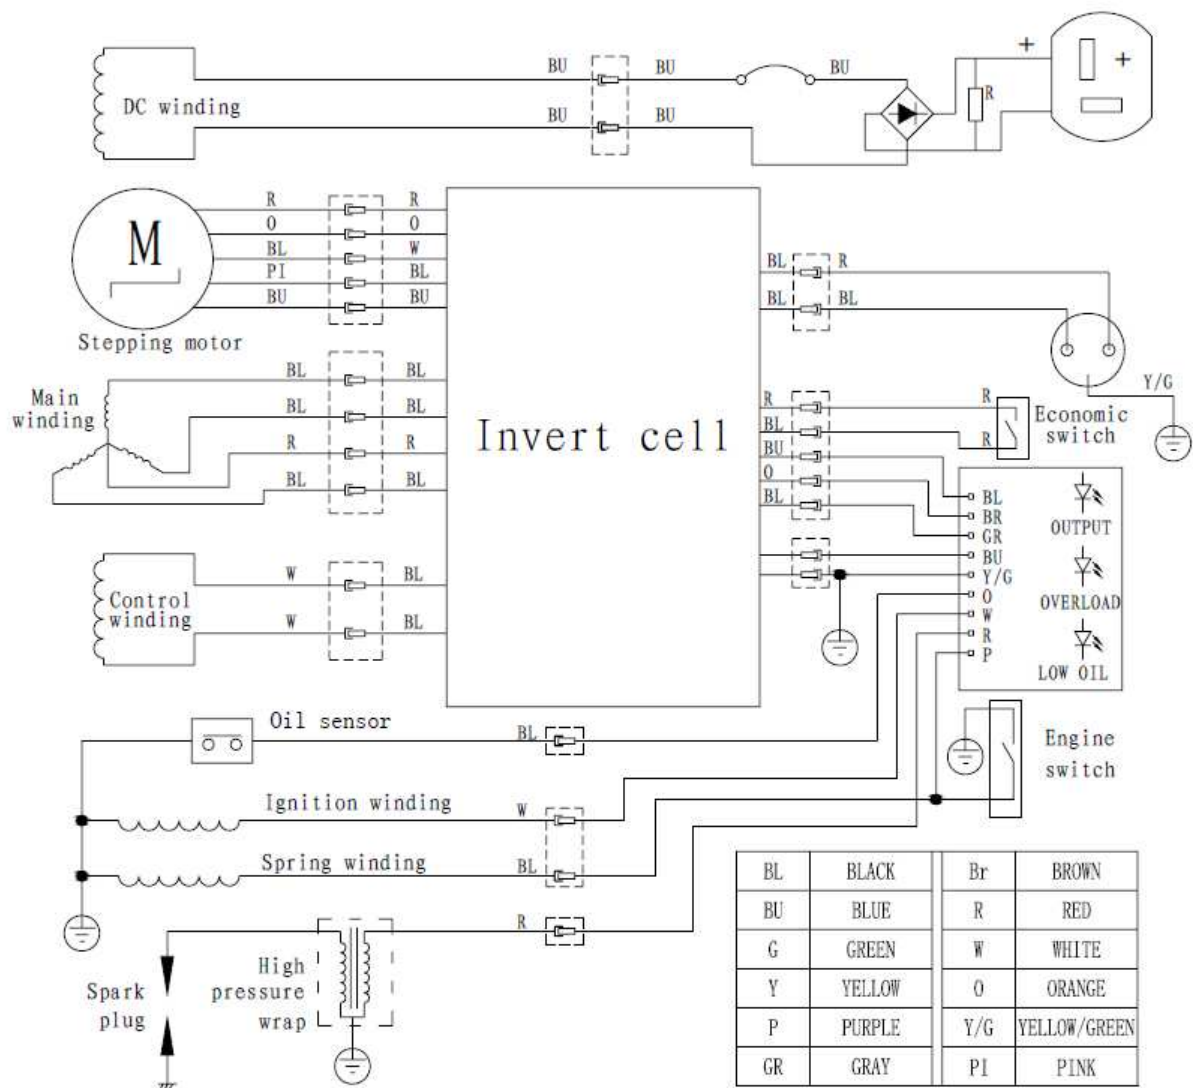 BU BU BU
+
+
DC winding
R
BU BU
M
R R
O O
BL W
PI BL
BU BU
Stepping motor
BL R
BL BL
Main
winding
BL BL
BL BL
R R
BL BL
Invert cell
Y/G
R R
BL R
BU
O
BL
Economic
switch
BL
BR
GR
BU
Y/G
O
W
R
P
OUTPUT
OVERLOAD
LOW OIL
Control
winding
W BL
W BL
Oil sensor
BL
Engine
switch
Ignition winding
W
Spring winding
BL
R
High
pressure
wrap
Spark
plug
BL BLACK Br BROWN
BU BLUE R RED
G GREEN W WHITE
Y YELLOW O ORANGE
P PURPLE Y/G YELLOW/GREEN
GR GRAY PI PINK